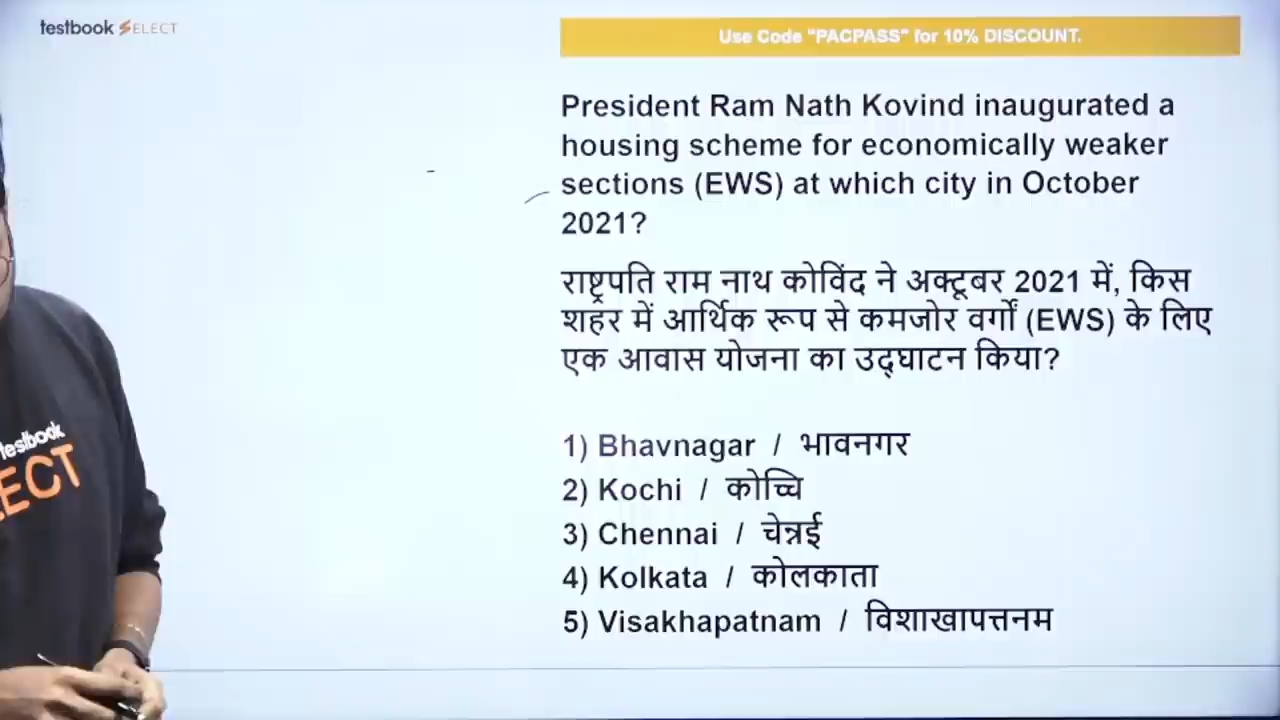 testbook SELECT
Use Code "PACPASS" for 10% DISCOUNT.
President Ram Nath Kovind inaugurated a
housing scheme for economically weaker
sections (EWS) at which city in October
2021?
राष्ट्रपति राम नाथ कोविंद ने अक्टूबर 2021 में, किस
शहर में आर्थिक रूप से कमजोर वर्गों (EWS) के लिए
एक आवास योजना का उद्घाटन किया?
1) Bhavnagar / भावनगर
2) Kochi / कोच्चि
3) Chennai / चेन्नई
4) Kolkata / कोलकाता
5) Visakhapatnam / विशाखापत्तनम
testbook
ECT